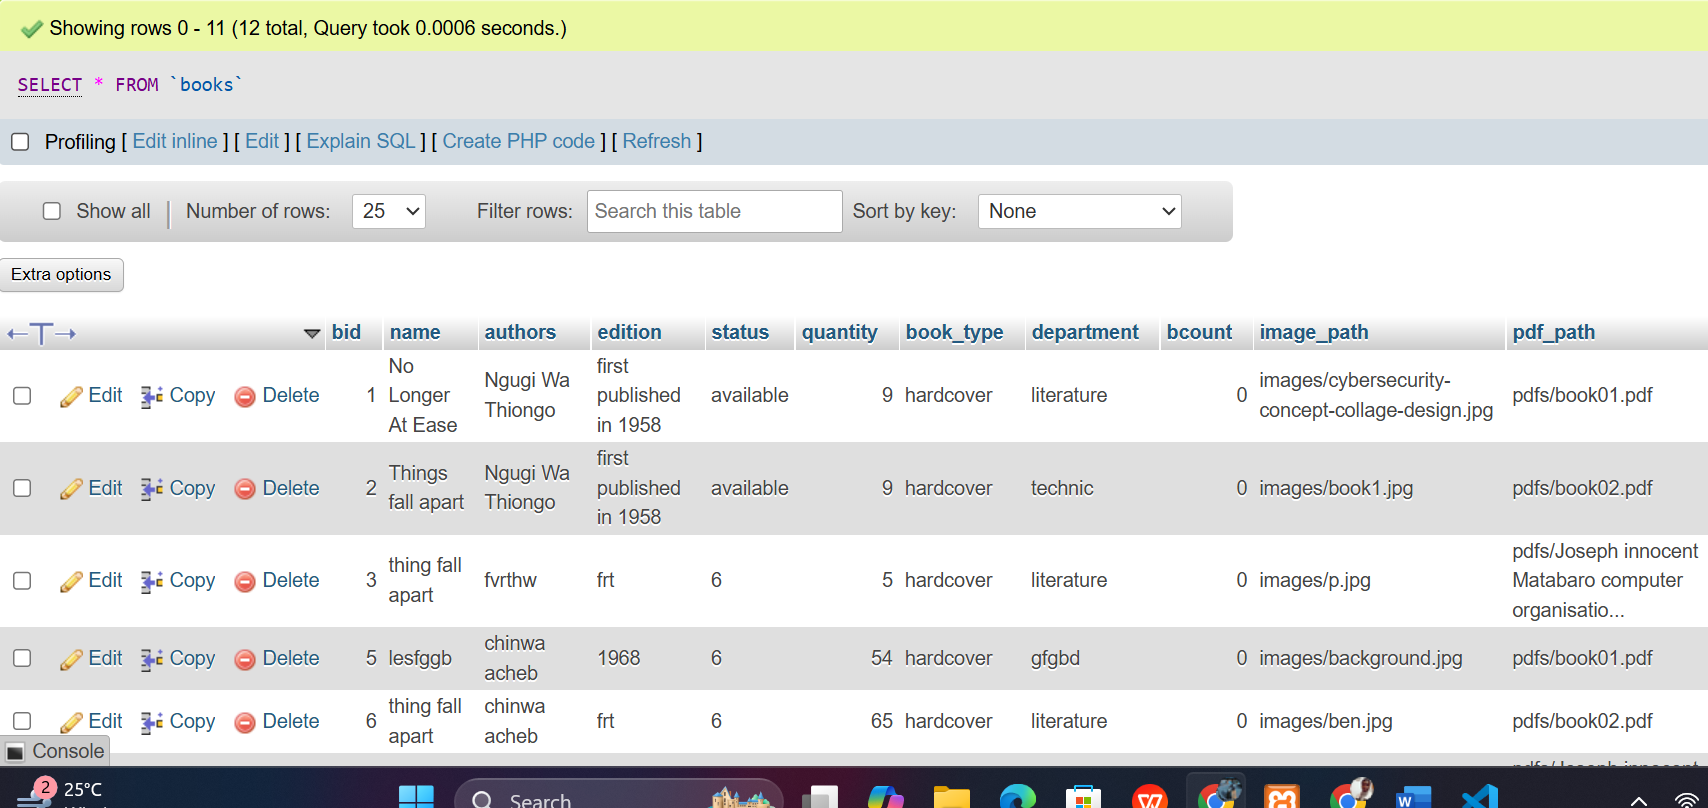 Showing rows 0 - 11 (12 total, Query took 0.0006 seconds.)
SELECT * FROM `books`
Profiling [ Edit inline ] [ Edit ] [ Explain SQL ] [ Create PHP code ] [ Refresh ]
Show all Number of rows: 25 Filter rows: Search this table Sort by key: None
Extra options
bid name authors edition status quantity book_type department bcount image_path pdf_path
Edit Copy Delete 1 No Longer At Ease Ngugi Wa Thiongo first published in 1958 available 9 hardcover literature 0 images/cybersecurity-concept-collage-design.jpg pdfs/book01.pdf
Edit Copy Delete 2 Things fall apart Ngugi Wa Thiongo first published in 1958 available 9 hardcover technic 0 images/book1.jpg pdfs/book02.pdf
Edit Copy Delete 3 thing fall apart fvrthw frt 6 5 hardcover literature 0 images/p.jpg pdfs/Joseph innocent Matabaro computer organisatio...
Edit Copy Delete 5 lesfggb chinwa acheb 1968 6 54 hardcover gfgbd 0 images/background.jpg pdfs/book01.pdf
Edit Copy Delete 6 thing fall apart chinwa acheb frt 6 65 hardcover literature 0 images/ben.jpg pdfs/book02.pdf
Console
2 25°C
Search